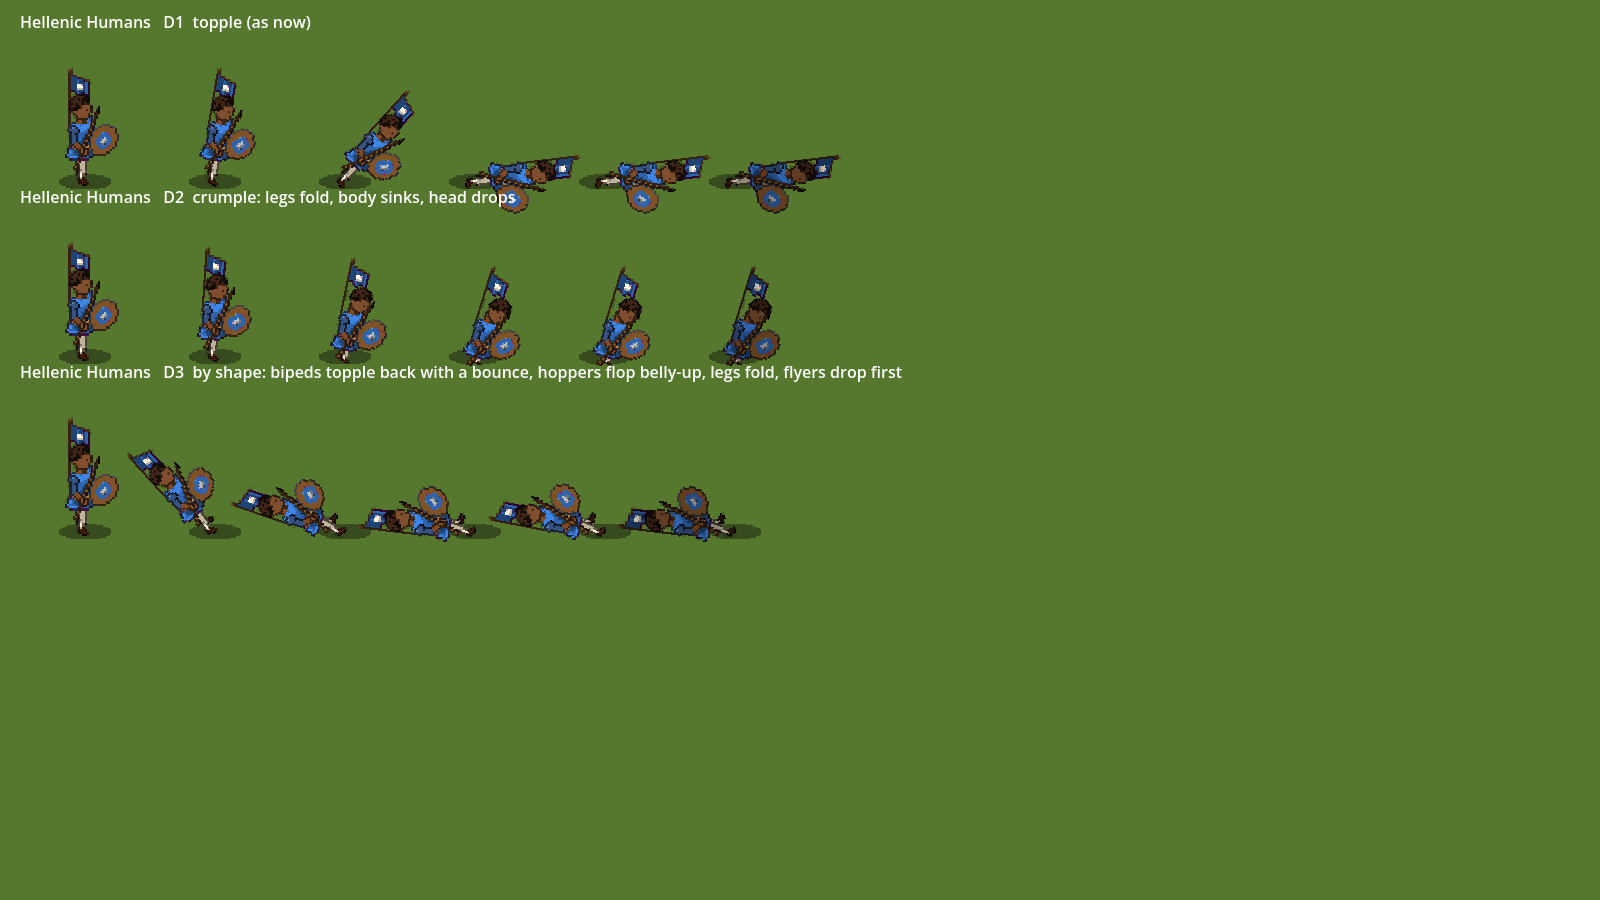 Hellenic Humans D1 topple (as now)
Hellenic Humans D2 crumple: legs fold, body sinks, head drops
Hellenic Humans D3 by shape: bipeds topple back with a bounce, hoppers flop belly-up, legs fold, flyers drop first